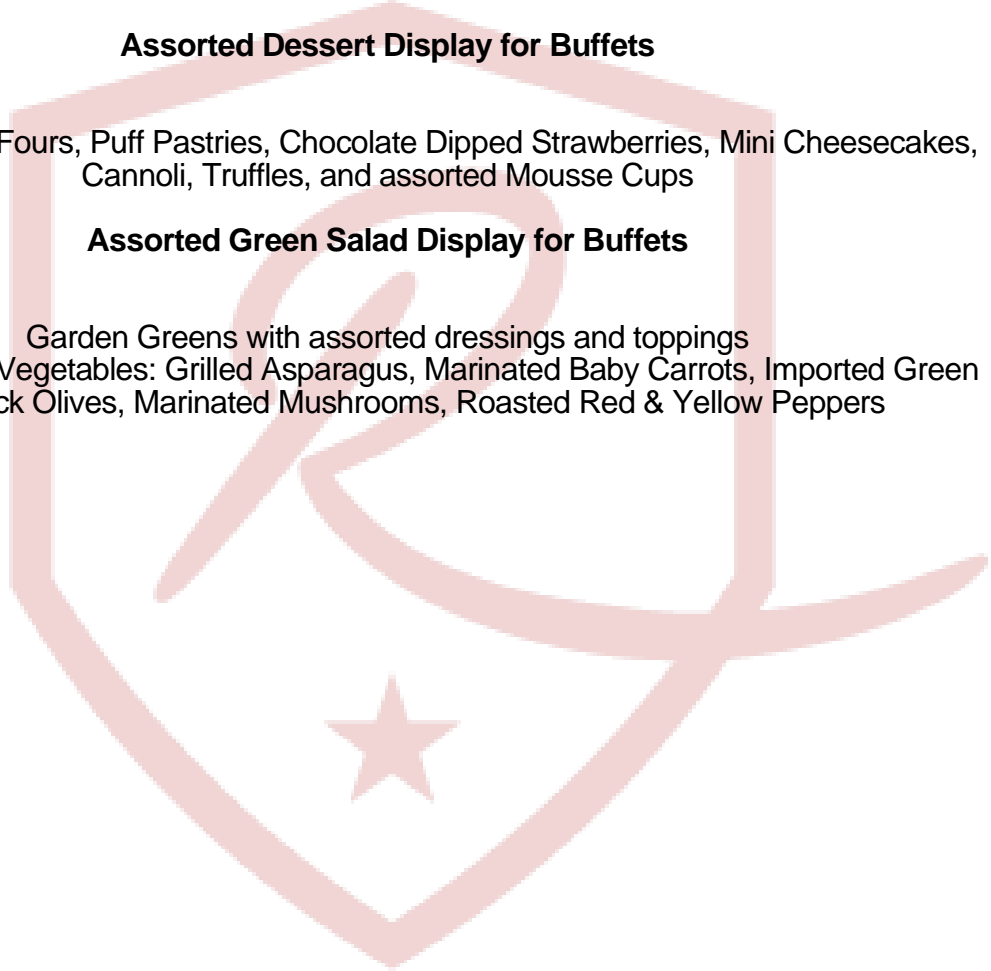 Assorted Dessert Display for Buffets
Fours, Puff Pastries, Chocolate Dipped Strawberries, Mini Cheesecakes,
Cannoli, Truffles, and assorted Mousse Cups
Assorted Green Salad Display for Buffets
Garden Greens with assorted dressings and toppings
Vegetables: Grilled Asparagus, Marinated Baby Carrots, Imported Green
ck Olives, Marinated Mushrooms, Roasted Red & Yellow Peppers